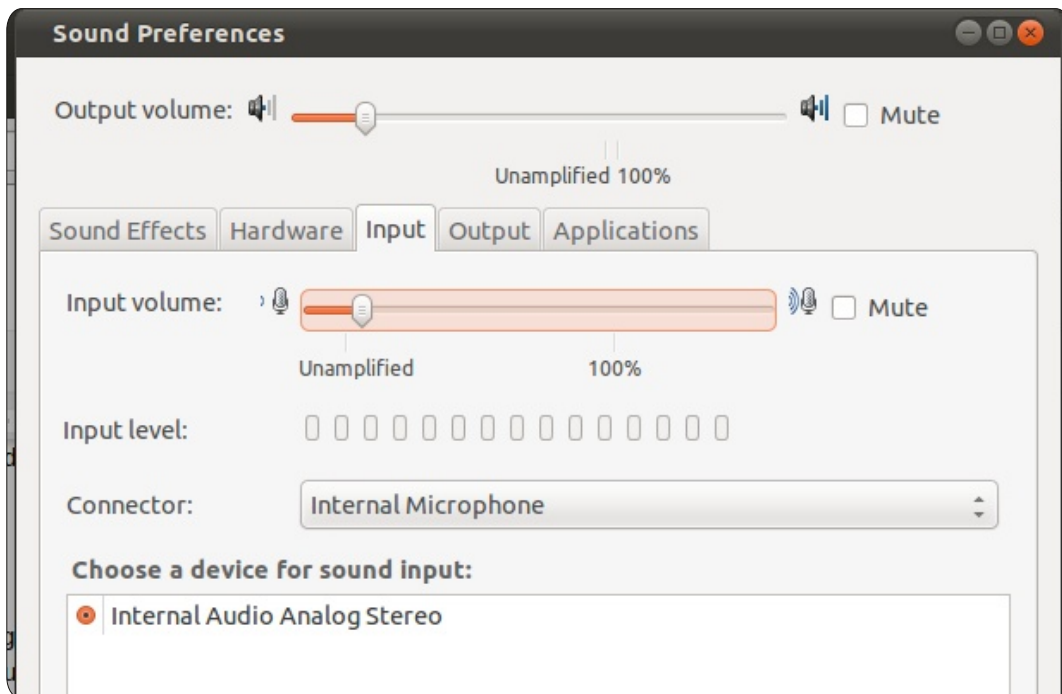 Sound Preferences
Output volume: Mute
Unamplified 100%
Sound Effects Hardware Input Output Applications
Input volume: Mute
Unamplified 100%
Input level:
Connector: Internal Microphone
Choose a device for sound input:
Internal Audio Analog Stereo